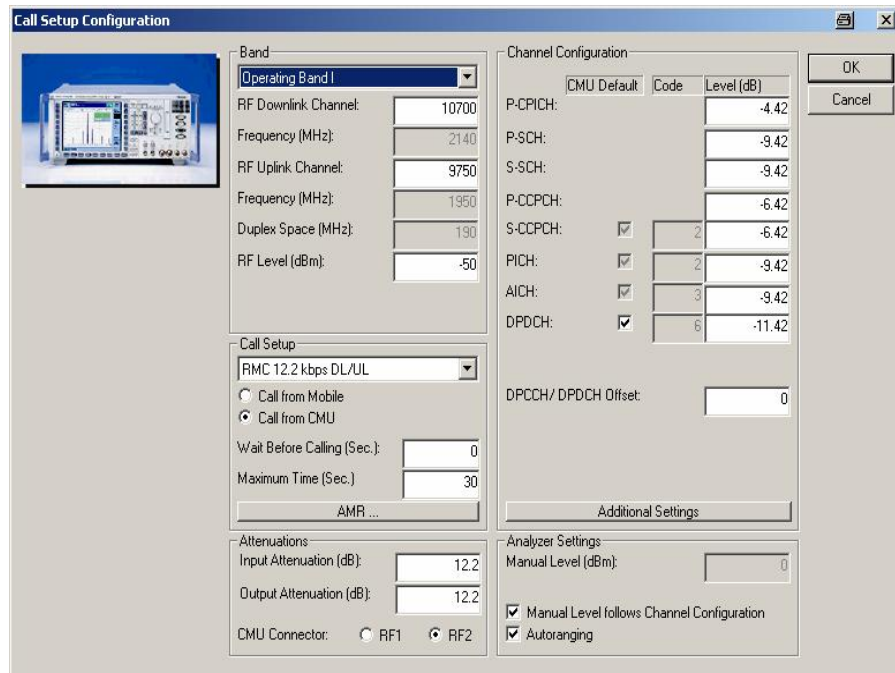 Call Setup Configuration
Band
Operating Band I
RF Downlink Channel: 10700
Frequency (MHz): 2140
RF Uplink Channel: 9750
Frequency (MHz): 1950
Duplex Space (MHz): 190
RF Level (dBm): -50
Call Setup
RMC 12.2 kbps DL/UL
Call from Mobile
Call from CMU
Wait Before Calling (Sec.): 0
Maximum Time (Sec.) 30
AMR ...
Attenuations
Input Attenuation (dB): 12.2
Output Attenuation (dB): 12.2
CMU Connector: RF1 RF2
Channel Configuration
CMU Default Code Level (dB)
P-CPICH: -4.42
P-SCH: -9.42
S-SCH: -9.42
P-CCPCH: -6.42
S-CCPCH: 2 -6.42
PICH: 2 -9.42
AICH: 3 -9.42
DPDCH: 6 -11.42
DPCCH/ DPDCH Offset: 0
Additional Settings
Analyzer Settings
Manual Level (dBm): 0
Manual Level follows Channel Configuration
Autoranging
OK
Cancel